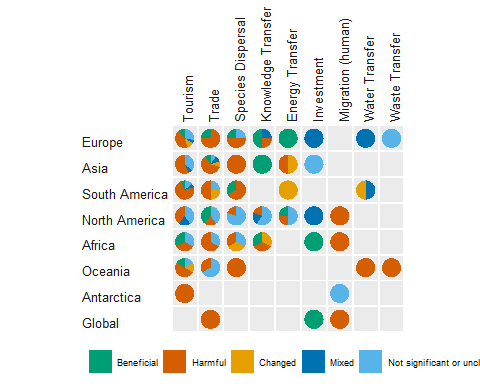 Tourism
Trade
Species Dispersal
Knowledge Transfer
Energy Transfer
Investment
Migration (human)
Water Transfer
Waste Transfer
Europe
Asia
South America
North America
Africa
Oceania
Antarctica
Global
Beneficial Harmful Changed Mixed Not significant or uncl